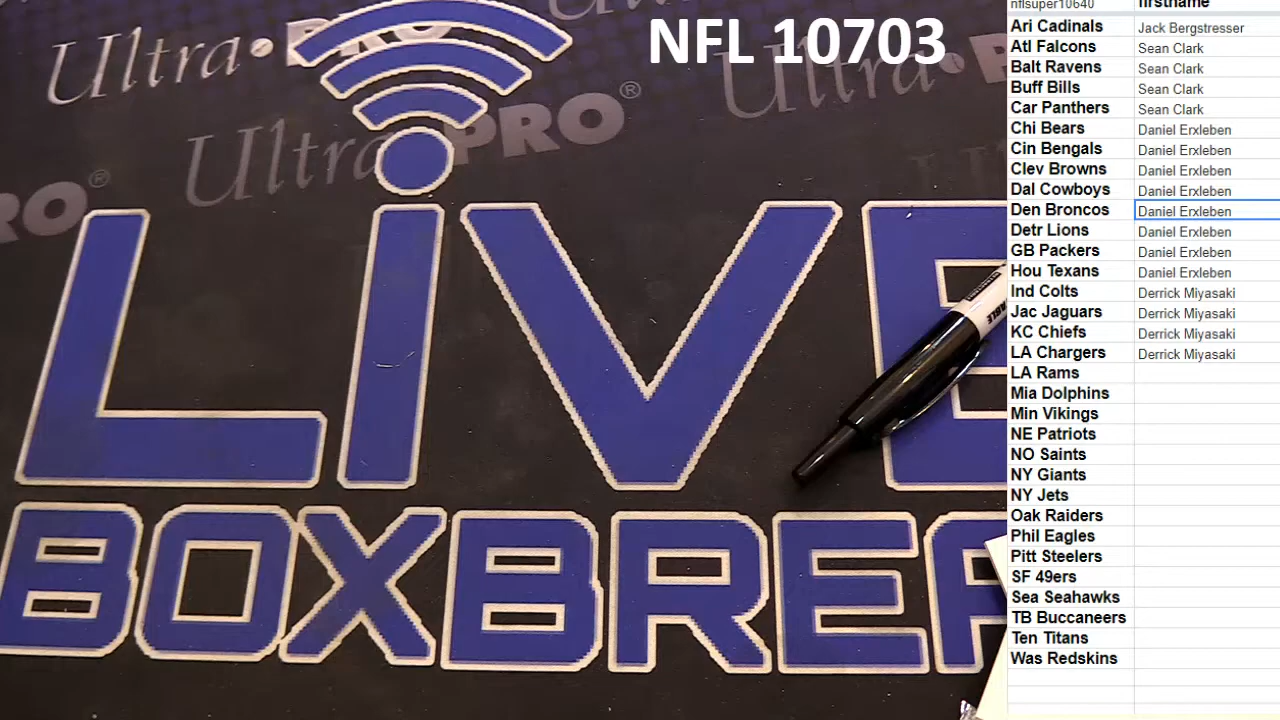 Ultra•PRO
NFL 10703
Ultra•PRO®
Ultra PRO®
RO®
LiVE
BOXBREA
nflsuper10640 firstname
Ari Cadinals Jack Bergstresser
Atl Falcons Sean Clark
Balt Ravens Sean Clark
Buff Bills Sean Clark
Car Panthers Sean Clark
Chi Bears Daniel Erxleben
Cin Bengals Daniel Erxleben
Clev Browns Daniel Erxleben
Dal Cowboys Daniel Erxleben
Den Broncos Daniel Erxleben
Detr Lions Daniel Erxleben
GB Packers Daniel Erxleben
Hou Texans Daniel Erxleben
Ind Colts Derrick Miyasaki
Jac Jaguars Derrick Miyasaki
KC Chiefs Derrick Miyasaki
LA Chargers Derrick Miyasaki
LA Rams
Mia Dolphins
Min Vikings
NE Patriots
NO Saints
NY Giants
NY Jets
Oak Raiders
Phil Eagles
Pitt Steelers
SF 49ers
Sea Seahawks
TB Buccaneers
Ten Titans
Was Redskins